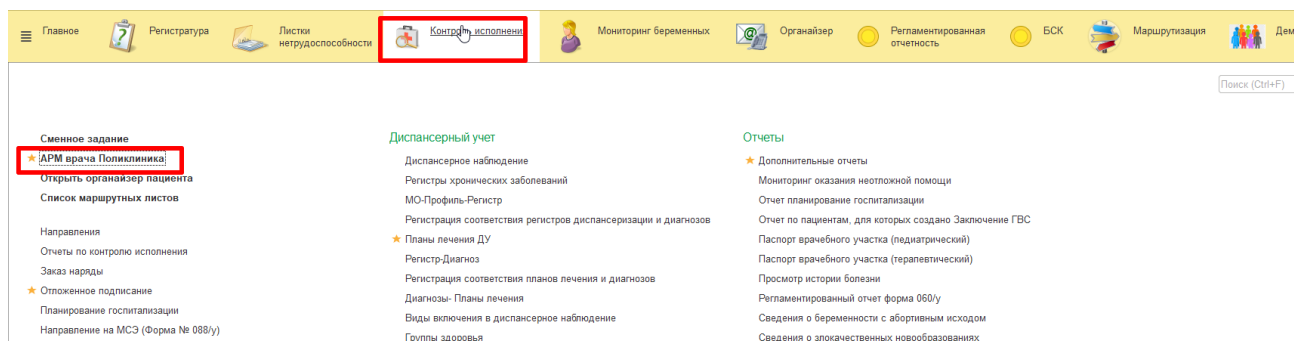 Главное
Регистратура
Листки
нетрудоспособности
Контроль исполнения
Мониторинг беременных
Органайзер
Регламентированная
отчетность
БСК
Маршрутизация
Дем
Поиск (Ctrl+F)
Сменное задание
АРМ врача Поликлиника
Открыть органайзер пациента
Список маршрутных листов
Направления
Отчеты по контролю исполнения
Заказ наряды
Отложенное подписание
Планирование госпитализации
Направление на МСЭ (Форма № 088/у)
Диспансерный учет
Диспансерное наблюдение
Регистры хронических заболеваний
МО-Профиль-Регистр
Регистрация соответствия регистров диспансеризации и диагнозов
Планы лечения ДУ
Регистр-Диагноз
Регистрация соответствия планов лечения и диагнозов
Диагнозы- Планы лечения
Виды включения в диспансерное наблюдение
Группы здоровья
Отчеты
Дополнительные отчеты
Мониторинг оказания неотложной помощи
Отчет планирование госпитализации
Отчет по пациентам, для которых создано Заключение ГВС
Паспорт врачебного участка (педиатрический)
Паспорт врачебного участка (терапевтический)
Просмотр истории болезни
Регламентированный отчет форма 060/у
Сведения о беременности с абортивным исходом
Сведения о злокачественных новообразованиях